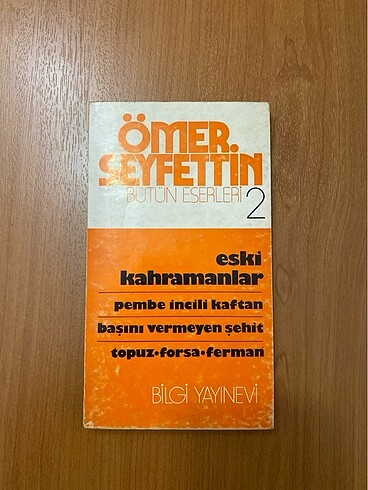 ÖMER.
SEYFETTİN
BÜTÜN ESERLERİ 2
eski
kahramanlar
pembe incili kaftan
başını vermeyen şehit
topuz•forsa•ferman
BİLGİ YAYINEVİ